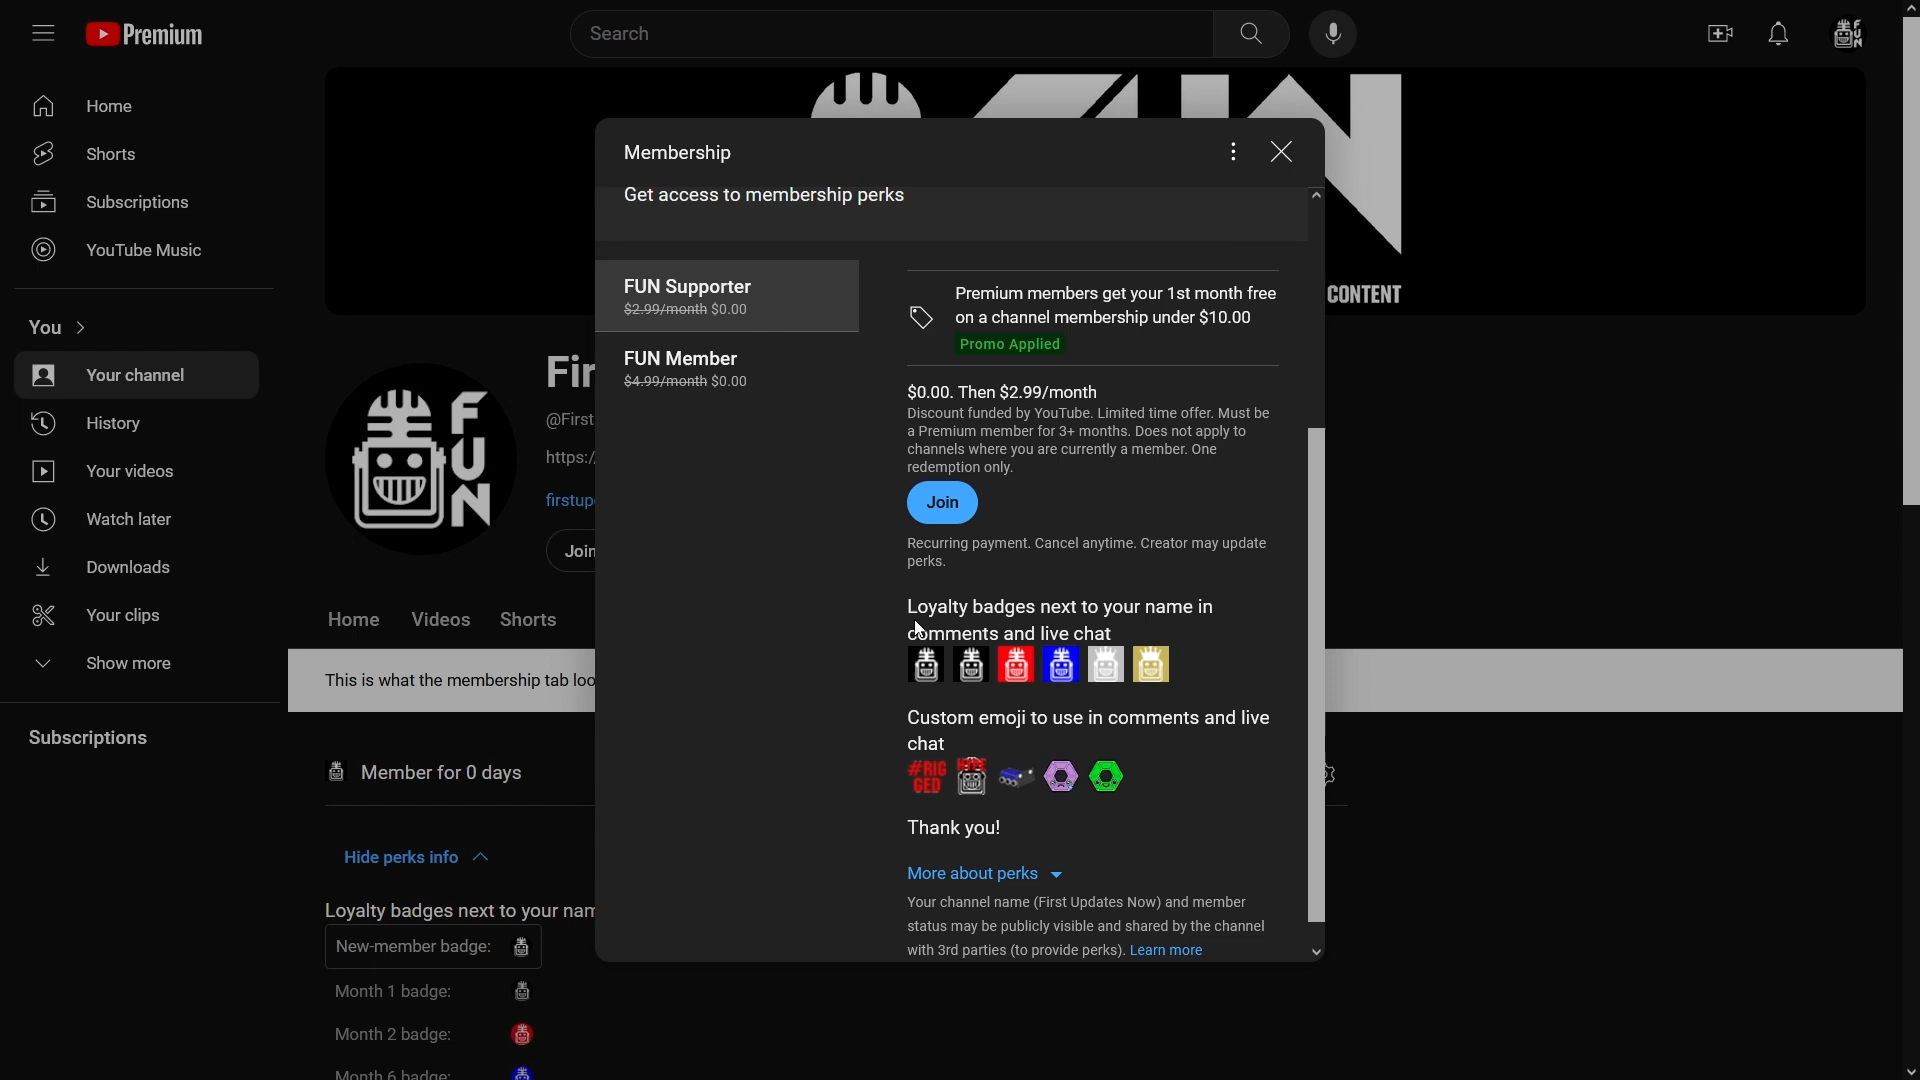 Premium
Search
FUN
Home
Shorts
Subscriptions
YouTube Music
You
Your channel
History
Your videos
Watch later
Downloads
Your clips
Show more
Subscriptions
CONTENT
FUN
Fir
@First
https:/
firstup
Join
Home Videos Shorts
This is what the membership tab loo
Member for 0 days
Hide perks info
Loyalty badges next to your nam
New-member badge:
Month 1 badge:
Month 2 badge:
Month 6 badge:
Membership
Get access to membership perks
FUN Supporter
$2.99/month $0.00
FUN Member
$4.99/month $0.00
Premium members get your 1st month free
on a channel membership under $10.00
Promo Applied
$0.00. Then $2.99/month
Discount funded by YouTube. Limited time offer. Must be
a Premium member for 3+ months. Does not apply to
channels where you are currently a member. One
redemption only.
Join
Recurring payment. Cancel anytime. Creator may update
perks.
Loyalty badges next to your name in
comments and live chat
Custom emoji to use in comments and live
chat
#RIG
GED
HYPE
Thank you!
More about perks
Your channel name (First Updates Now) and member
status may be publicly visible and shared by the channel
with 3rd parties (to provide perks). Learn more